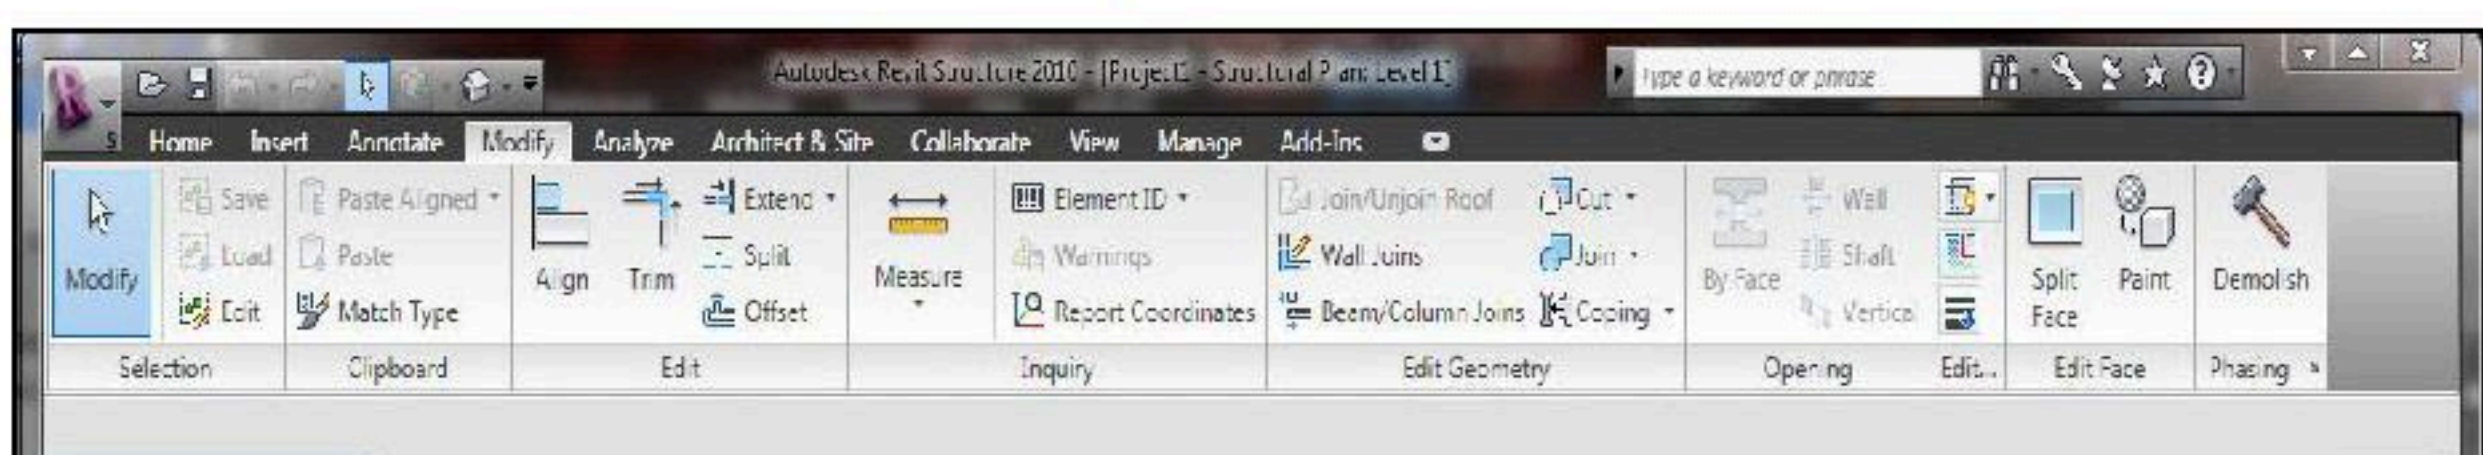 Autodesk Revit Structure 2010 - [Project1 - Structural Plan: Level 1]
Type a keyword or phrase
S
Home Insert Annotate Modify Analyze Architect & Site Collaborate View Manage Add-Ins
Modify
Save
Load
Edit
Selection
Paste Aligned
Paste
Match Type
Clipboard
Align
Trim
Extend
Split
Offset
Edit
Measure
Element ID
Warnings
Report Coordinates
Inquiry
Join/Unjoin Roof
Wall Joins
Beam/Column Joins
Cut
Join
Coping
Edit Geometry
By Face
Wall
Shaft
Vertical
Opening
Edit...
Split
Face
Paint
Edit Face
Demolish
Phasing